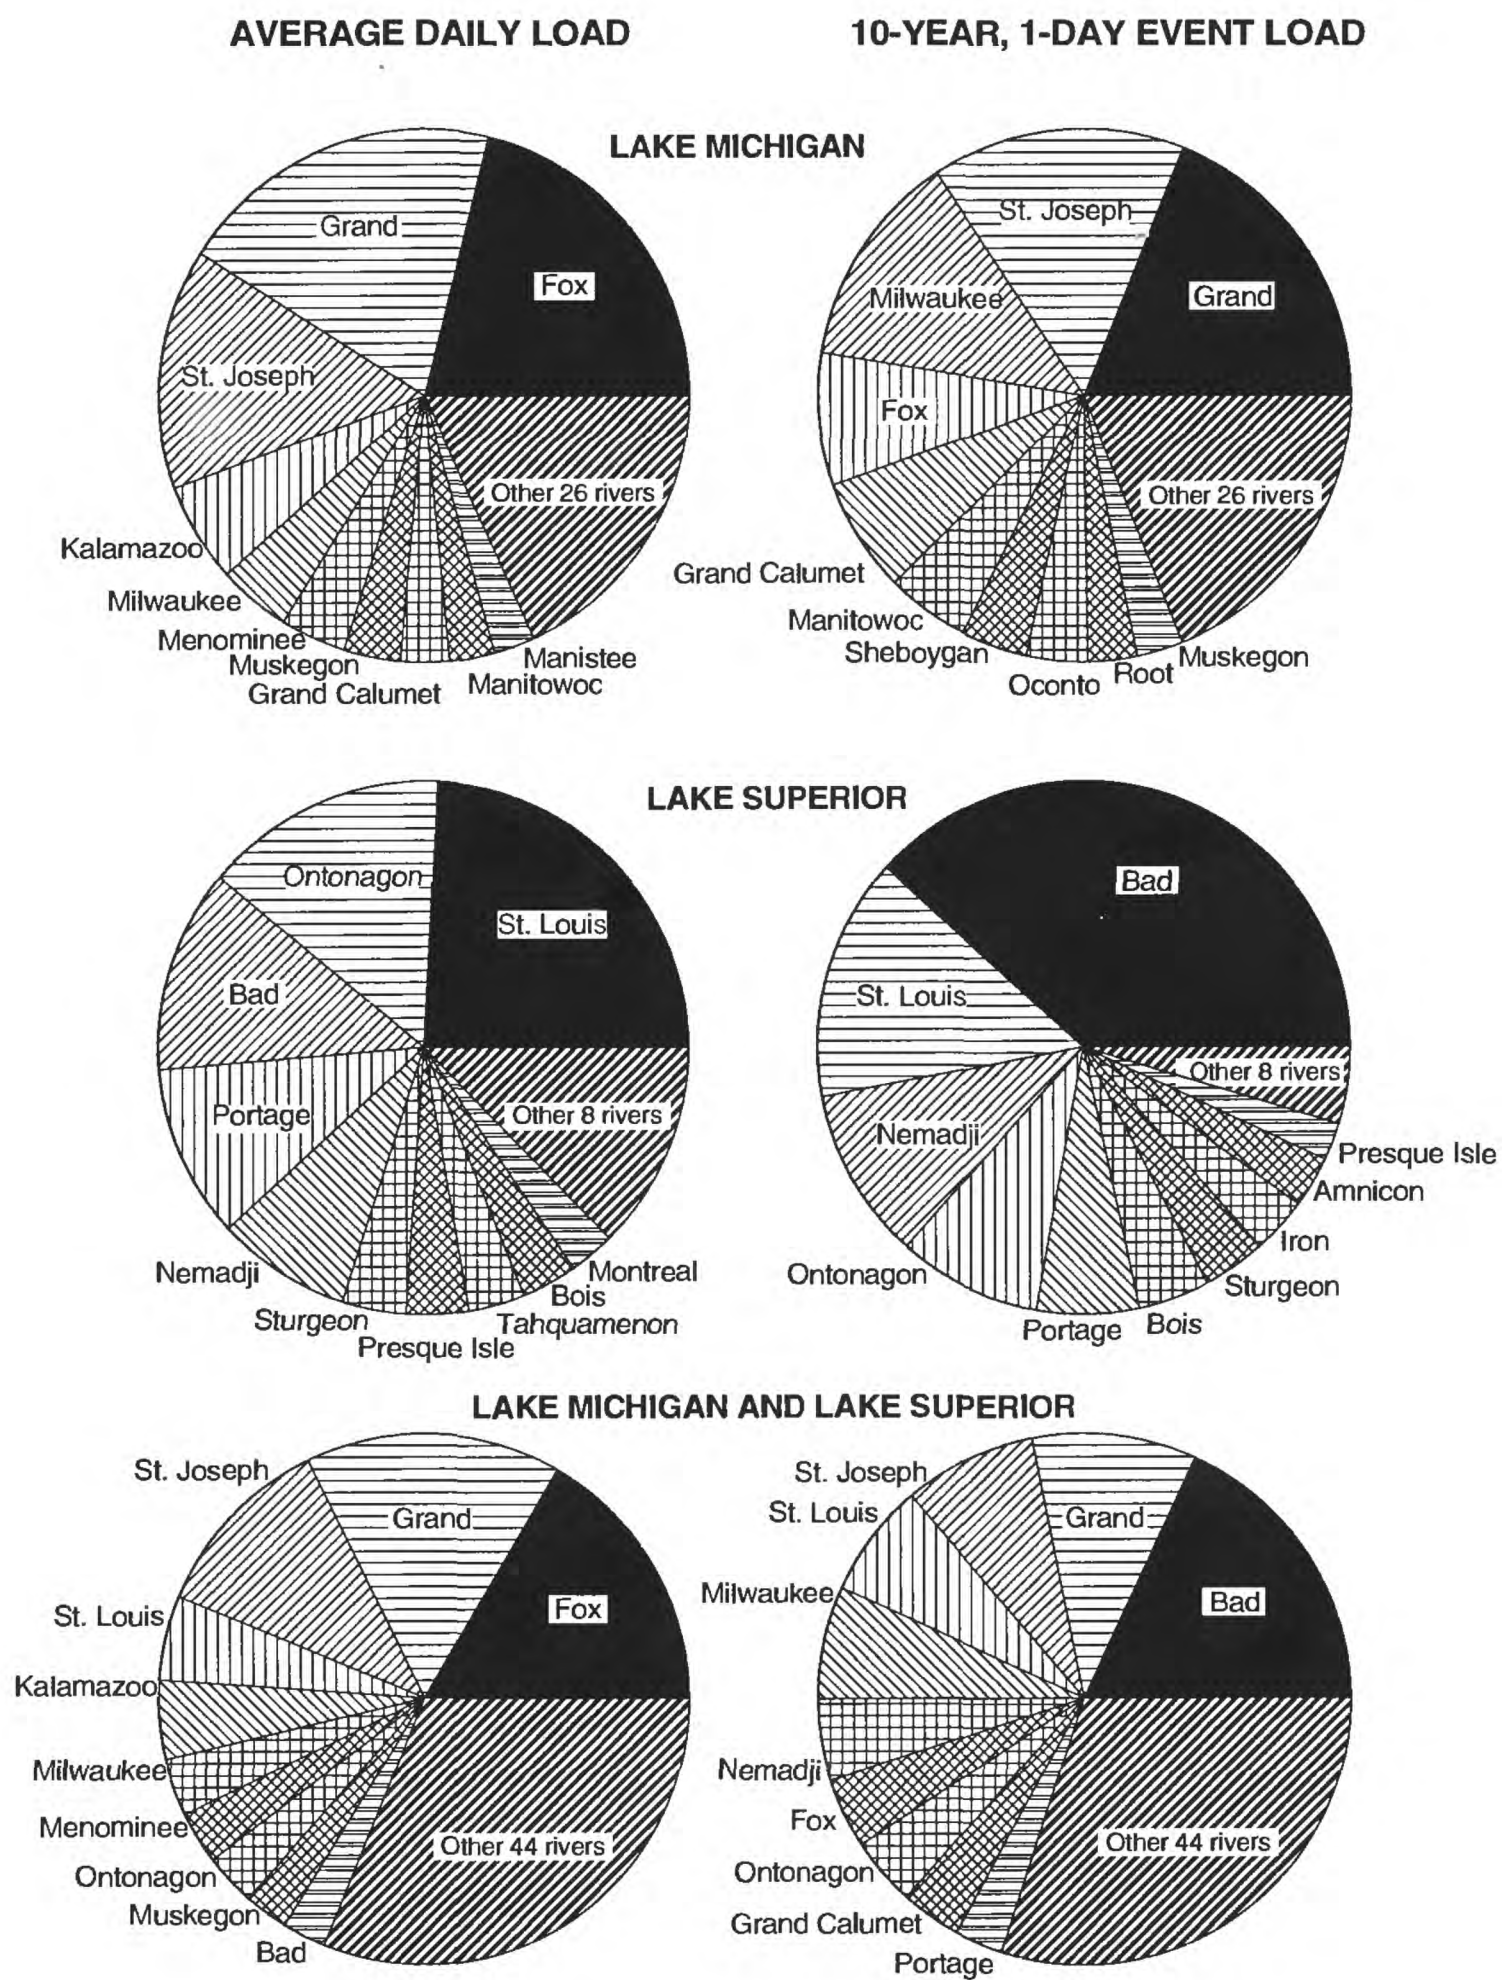 AVERAGE DAILY LOAD
10-YEAR, 1-DAY EVENT LOAD
LAKE MICHIGAN
Grand
Fox
St. Joseph
Other 26 rivers
Kalamazoo
Milwaukee
Menominee
Muskegon
Grand Calumet
Manitowoc
Manistee
St. Joseph
Grand
Milwaukee
Fox
Other 26 rivers
Grand Calumet
Manitowoc
Sheboygan
Oconto
Root
Muskegon
LAKE SUPERIOR
Ontonagon
St. Louis
Bad
Portage
Other 8 rivers
Nemadji
Sturgeon
Presque Isle
Tahquamenon
Bois
Montreal
Bad
St. Louis
Other 8 rivers
Nemadji
Presque Isle
Amnicon
Iron
Sturgeon
Ontonagon
Portage
Bois
LAKE MICHIGAN AND LAKE SUPERIOR
St. Joseph
Grand
Fox
St. Louis
Kalamazoo
Milwaukee
Menominee
Other 44 rivers
Ontonagon
Muskegon
Bad
St. Joseph
St. Louis
Grand
Milwaukee
Bad
Nemadji
Fox
Other 44 rivers
Ontonagon
Grand Calumet
Portage